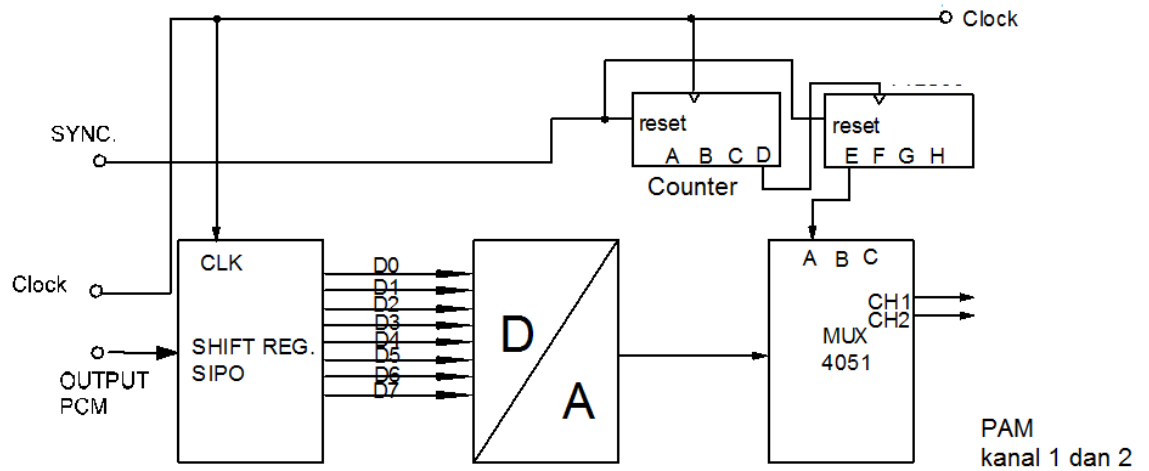 Clock
SYNC.
reset
A B C D
Counter
reset
E F G H
Clock
OUTPUT
PCM
CLK
SHIFT REG.
SIPO
D0
D1
D2
D3
D4
D5
D6
D7
D
A
A B C
CH1
CH2
MUX
4051
PAM
kanal 1 dan 2